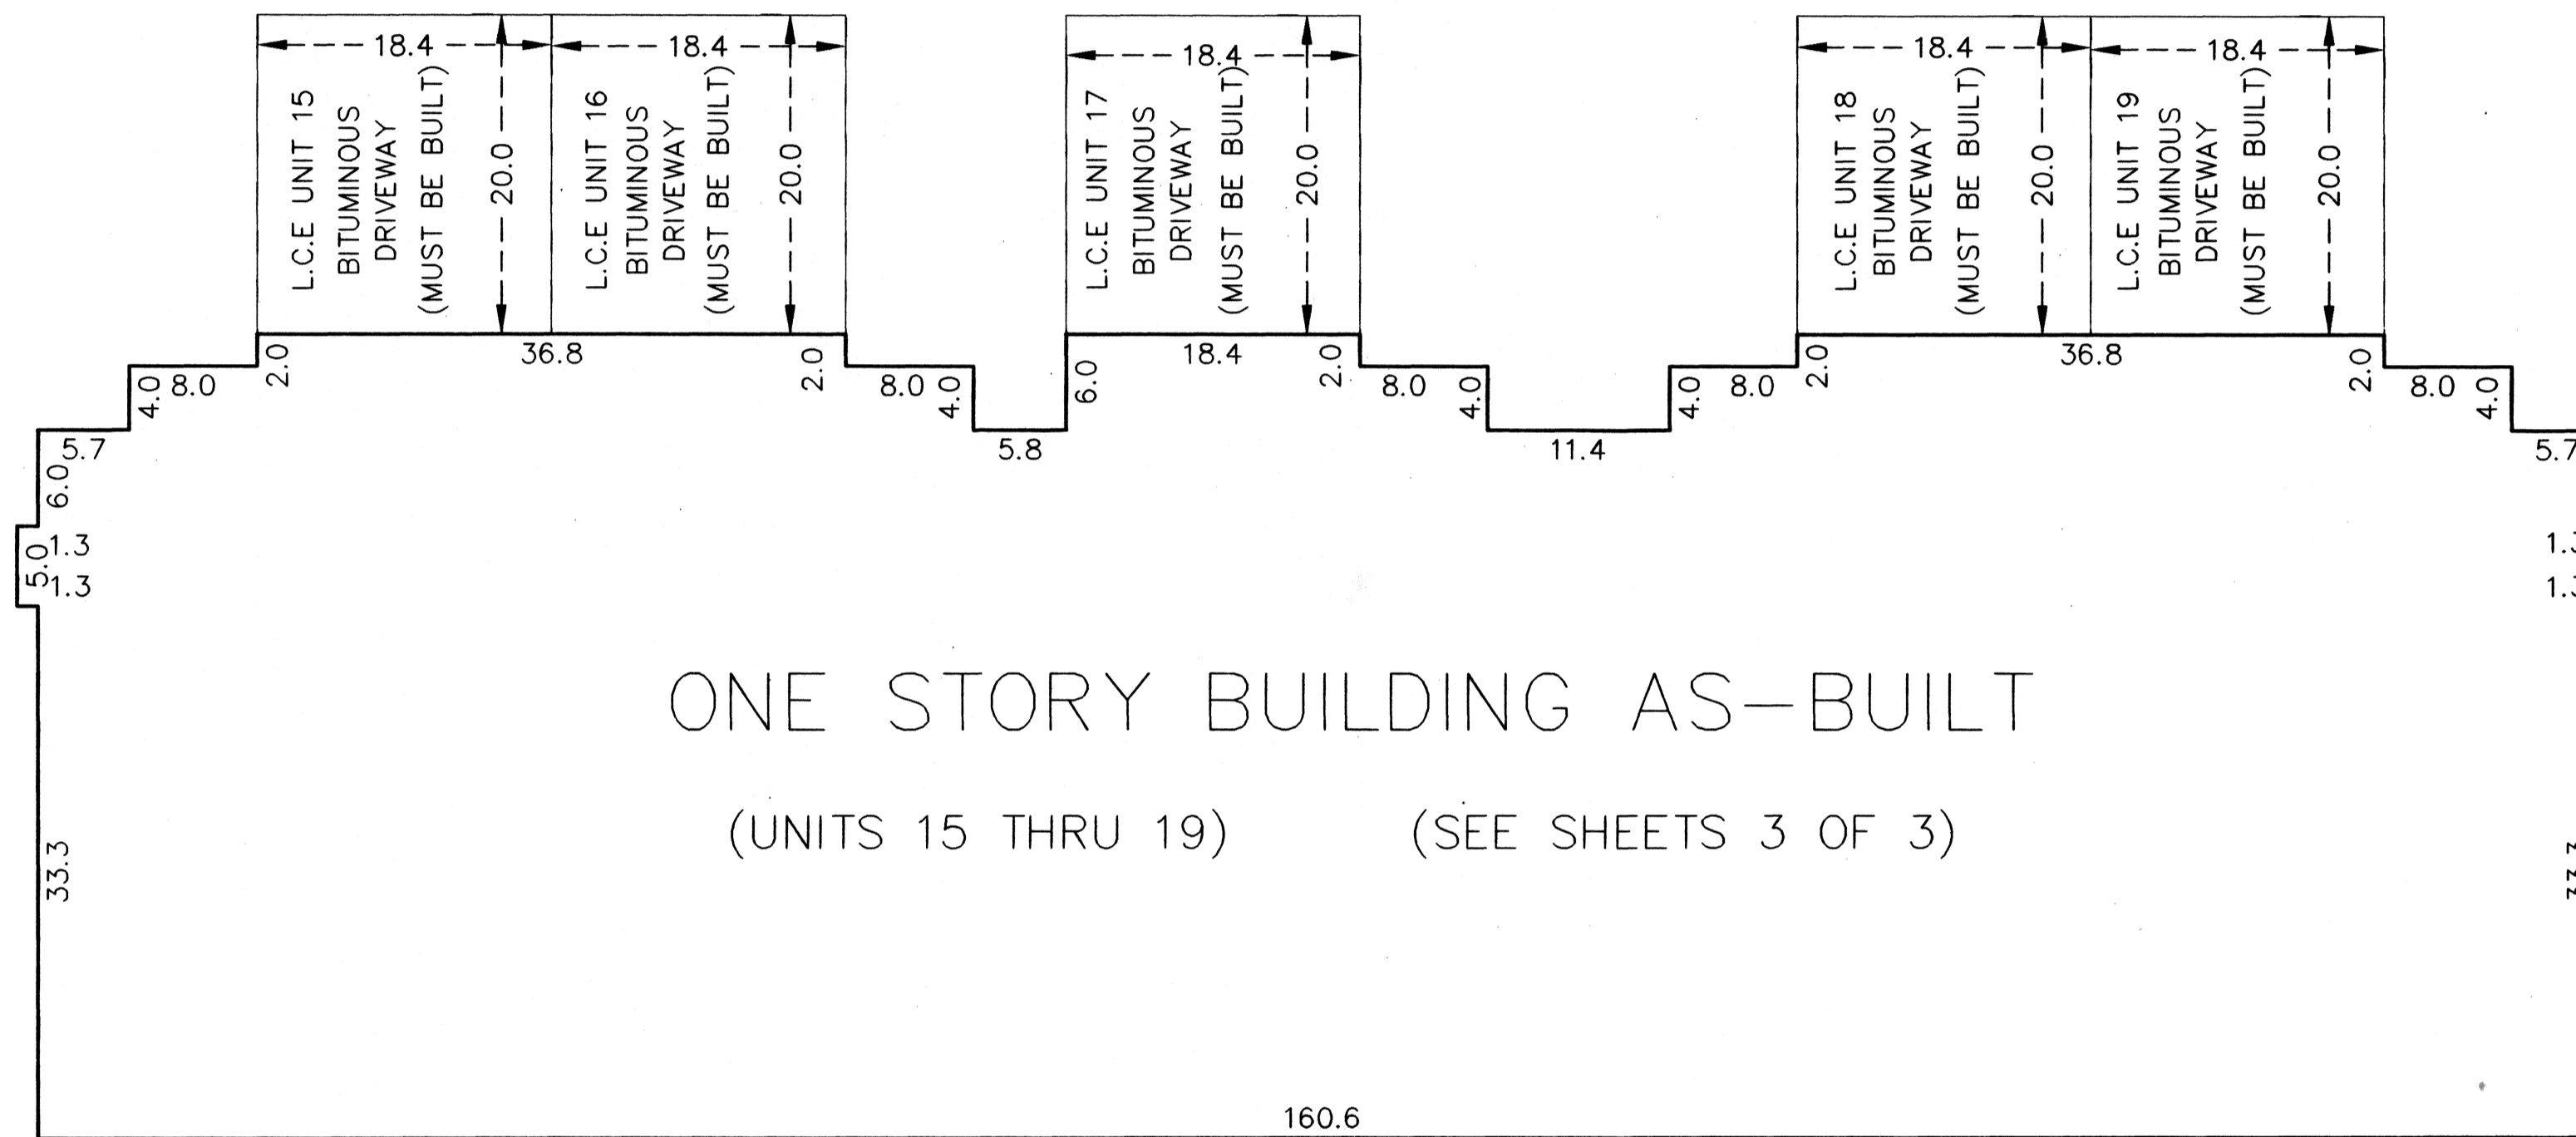 18.4
18.4
18.4
18.4
18.4
L.C.E UNIT 15
BITUMINOUS
DRIVEWAY
(MUST BE BUILT)
20.0
L.C.E UNIT 16
BITUMINOUS
DRIVEWAY
(MUST BE BUILT)
20.0
L.C.E UNIT 17
BITUMINOUS
DRIVEWAY
(MUST BE BUILT)
20.0
L.C.E UNIT 18
BITUMINOUS
DRIVEWAY
(MUST BE BUILT)
20.0
L.C.E UNIT 19
BITUMINOUS
DRIVEWAY
(MUST BE BUILT)
20.0
2.0
36.8
2.0
6.0
18.4
2.0
2.0
36.8
2.0
4.0
8.0
8.0
4.0
8.0
4.0
4.0
8.0
8.0
4.0
5.7
5.8
11.4
5.7
6.0
5.0
1.3
1.3
ONE STORY BUILDING AS-BUILT
(UNITS 15 THRU 19) (SEE SHEETS 3 OF 3)
33.3
160.6